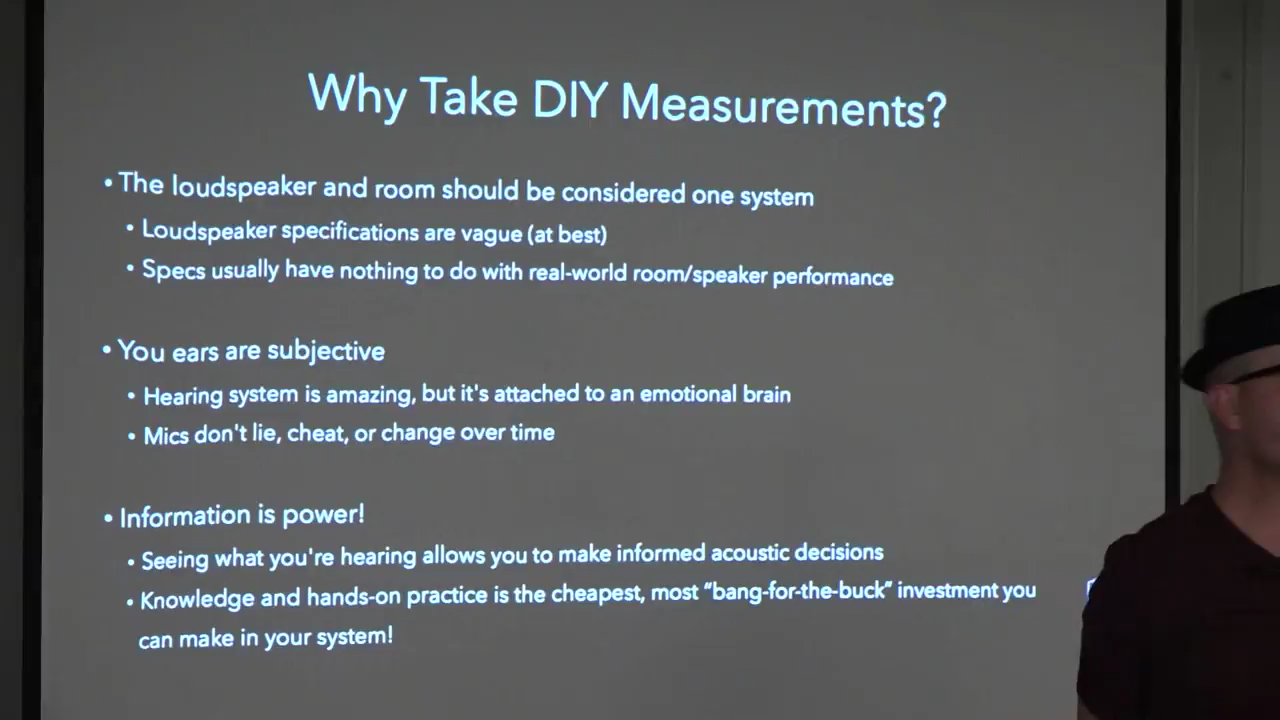 Why Take DIY Measurements?
• The loudspeaker and room should be considered one system
• Loudspeaker specifications are vague (at best)
• Specs usually have nothing to do with real-world room/speaker performance
• You ears are subjective
• Hearing system is amazing, but it's attached to an emotional brain
• Mics don't lie, cheat, or change over time
• Information is power!
• Seeing what you're hearing allows you to make informed acoustic decisions
• Knowledge and hands-on practice is the cheapest, most “bang-for-the-buck” investment you
can make in your system!